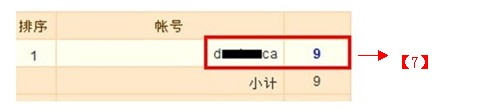 排序 帐号
1 d ca 9 【7】
小计 9